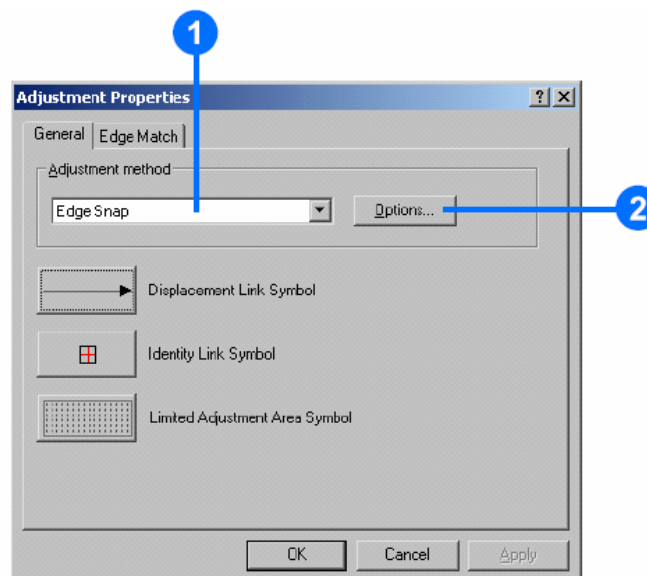 1
Adjustment Properties
General
Edge Match
Adjustment method
Edge Snap
Options...
2
Displacement Link Symbol
Identity Link Symbol
Limited Adjustment Area Symbol
OK
Cancel
Apply